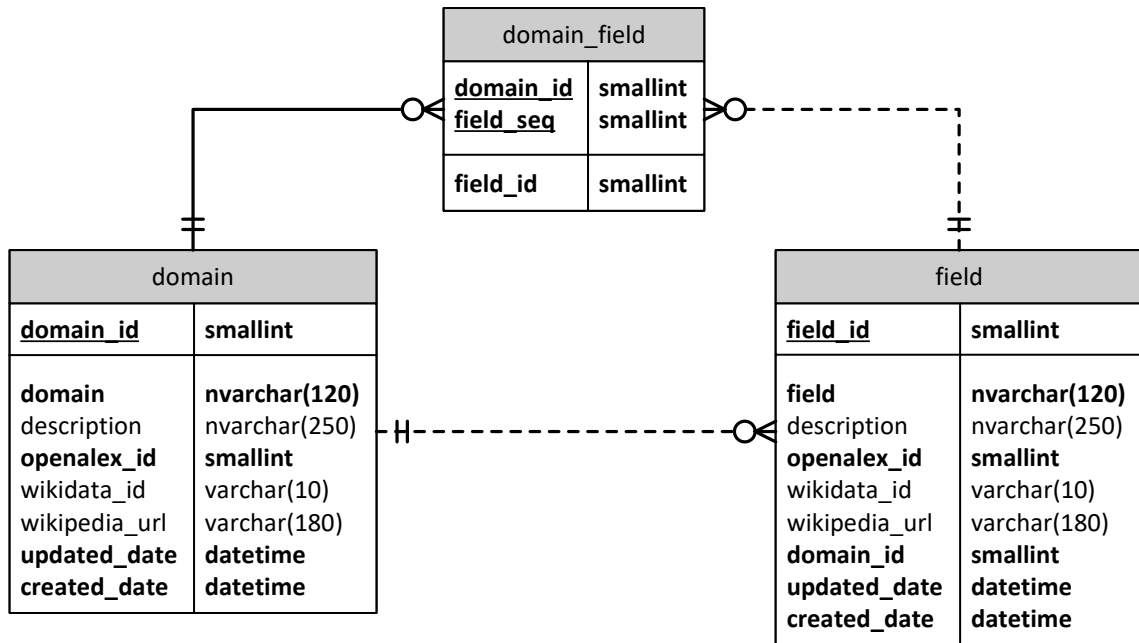 domain_field
domain_id smallint
field_seq smallint
field_id smallint
domain
domain_id smallint
domain nvarchar(120)
description nvarchar(250)
openalex_id smallint
wikidata_id varchar(10)
wikipedia_url varchar(180)
updated_date datetime
created_date datetime
field
field_id smallint
field nvarchar(120)
description nvarchar(250)
openalex_id smallint
wikidata_id varchar(10)
wikipedia_url varchar(180)
domain_id smallint
updated_date datetime
created_date datetime